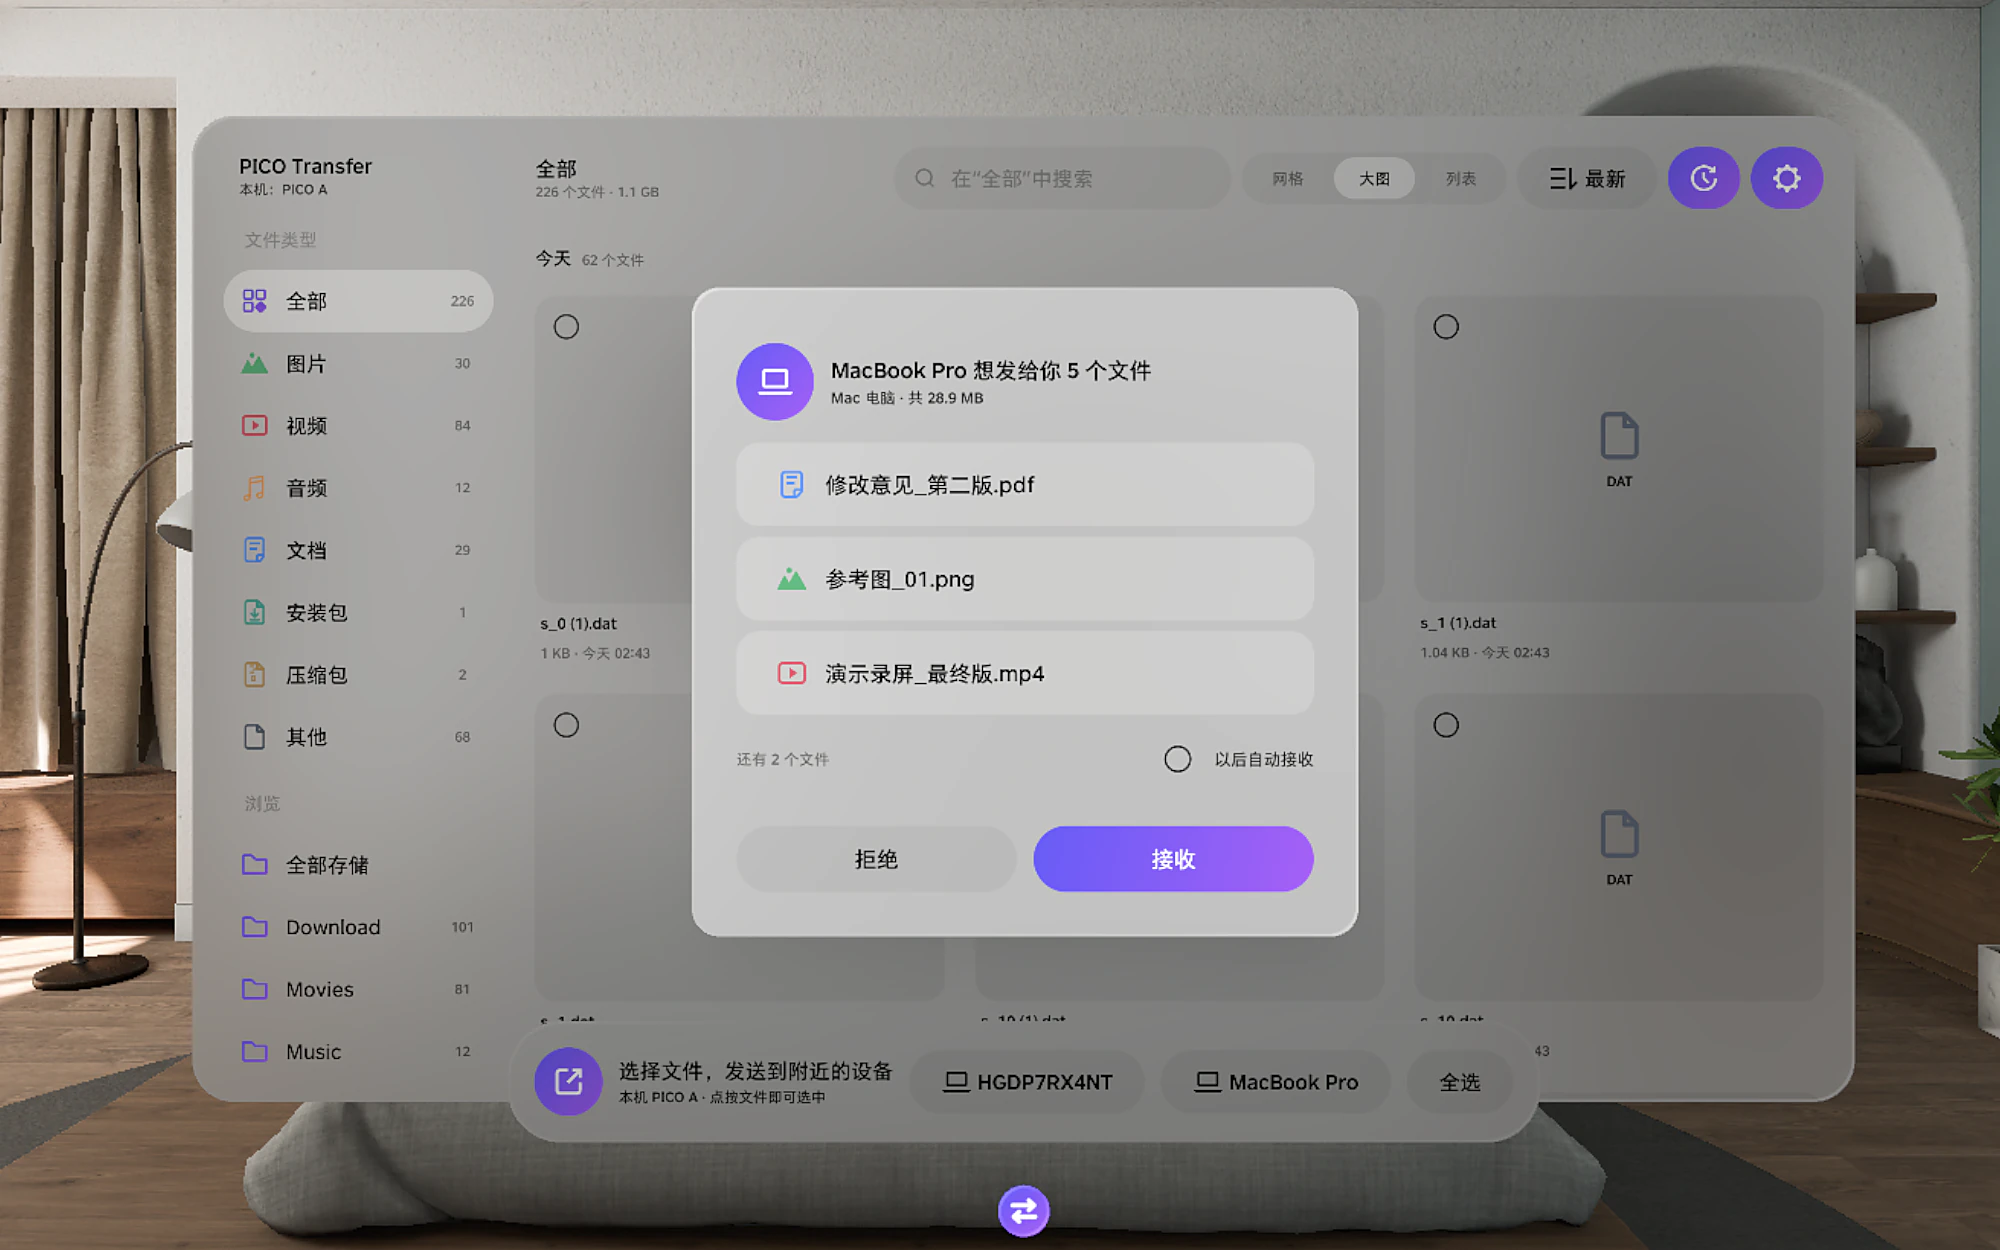 PICO Transfer
本机：PICO A
文件类型
全部 226
图片 30
视频 84
音频 12
文档 29
安装包 1
压缩包 2
其他 68
浏览
全部存储
Download 101
Movies 81
Music 12
全部
226 个文件 · 1.1 GB
在“全部”中搜索
网格 大图 列表
最新
今天 62 个文件
s_0 (1).dat
1 KB · 今天 02:43
DAT
s_1 (1).dat
1.04 KB · 今天 02:43
DAT
s_1.dat
s_10 (1).dat
s_10.dat
43
MacBook Pro 想发给你 5 个文件
Mac 电脑 · 共 28.9 MB
修改意见_第二版.pdf
参考图_01.png
演示录屏_最终版.mp4
还有 2 个文件
以后自动接收
拒绝
接收
选择文件，发送到附近的设备
本机 PICO A · 点按文件即可选中
HGDP7RX4NT
MacBook Pro
全选